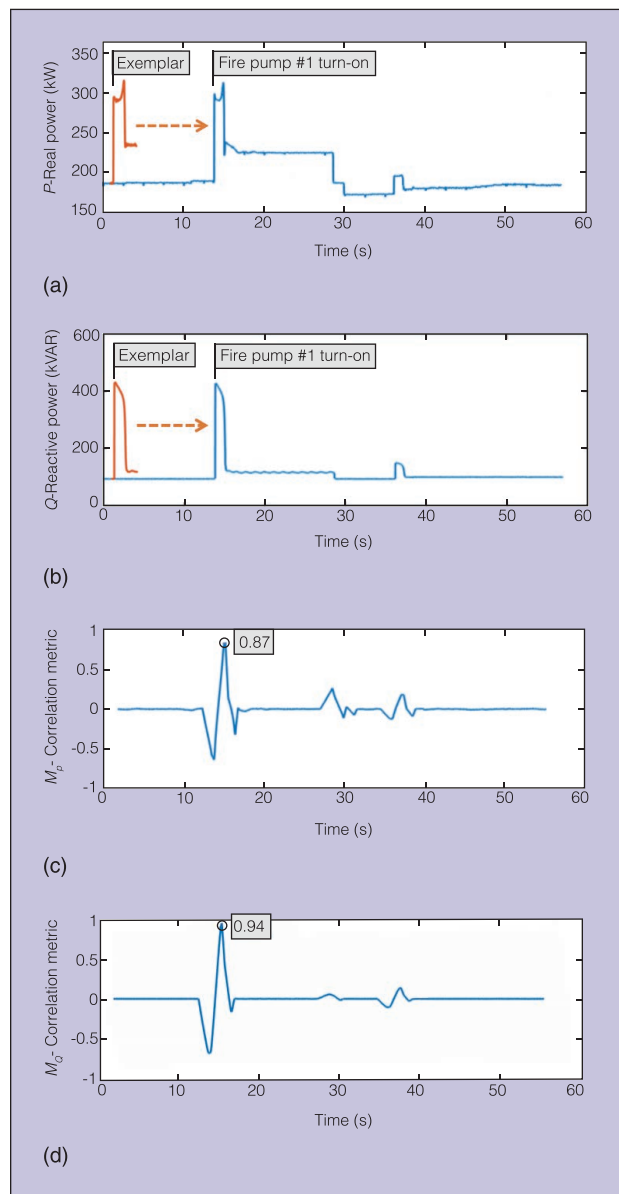 350
300
250
200
150
P-Real power (kW)
Exemplar
Fire pump #1 turn-on
0 10 20 30 40 50 60
Time (s)
(a)
600
400
200
0
Q-Reactive power (kVAR)
Exemplar
Fire pump #1 turn-on
0 10 20 30 40 50 60
Time (s)
(b)
1
0.5
0
-0.5
-1
Mp- Correlation metric
0.87
0 10 20 30 40 50 60
Time (s)
(c)
1
0.5
0
-0.5
-1
MQ- Correlation metric
0.94
0 10 20 30 40 50 60
Time (s)
(d)